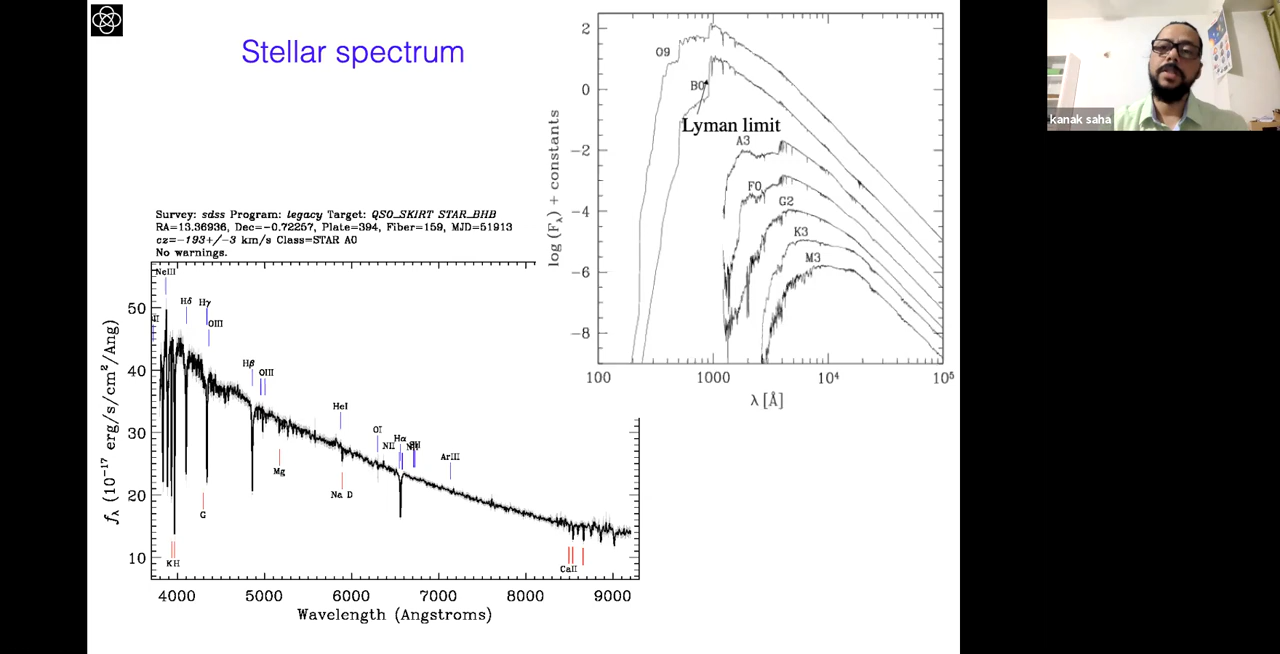 Stellar spectrum
Survey: sdss Program: legacy Target: QSO_SKIRT STAR_BHB
RA=13.36936, Dec=-0.72257, Plate=394, Fiber=159, MJD=51913
cz=-193+/-3 km/s Class=STAR A0
No warnings.
NeIII
Hδ Hγ
OIII
Hβ
OIII
HeI
OI
Hα
NII
ArIII
Mg
Na D
G
K H
CaII
50
40
30
20
10
f_λ (10⁻¹⁷ erg/s/cm²/Ang)
4000 5000 6000 7000 8000 9000
Wavelength (Angstroms)
2
0
-2
-4
-6
-8
log (F_λ) + constants
O9
B0
Lyman limit
A3
F0
G2
K3
M3
100 1000 10⁴ 10⁵
λ [Å]
kanak saha